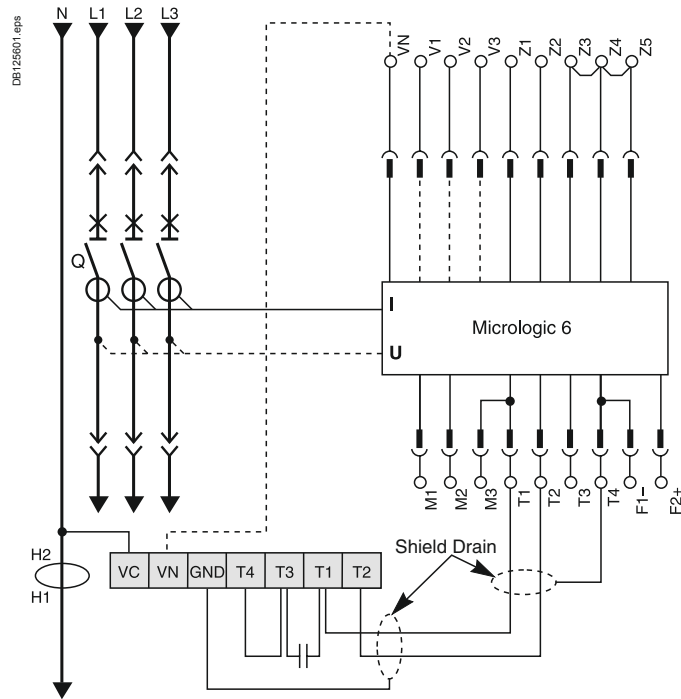 DB125601.eps
N L1 L2 L3
VN V1 V2 V3 Z1 Z2 Z3 Z4 Z5
Q
I
Micrologic 6
U
M1 M2 M3 T1 T2 T3 T4 F1– F2+
Shield Drain
H2
H1
VC VN GND T4 T3 T1 T2